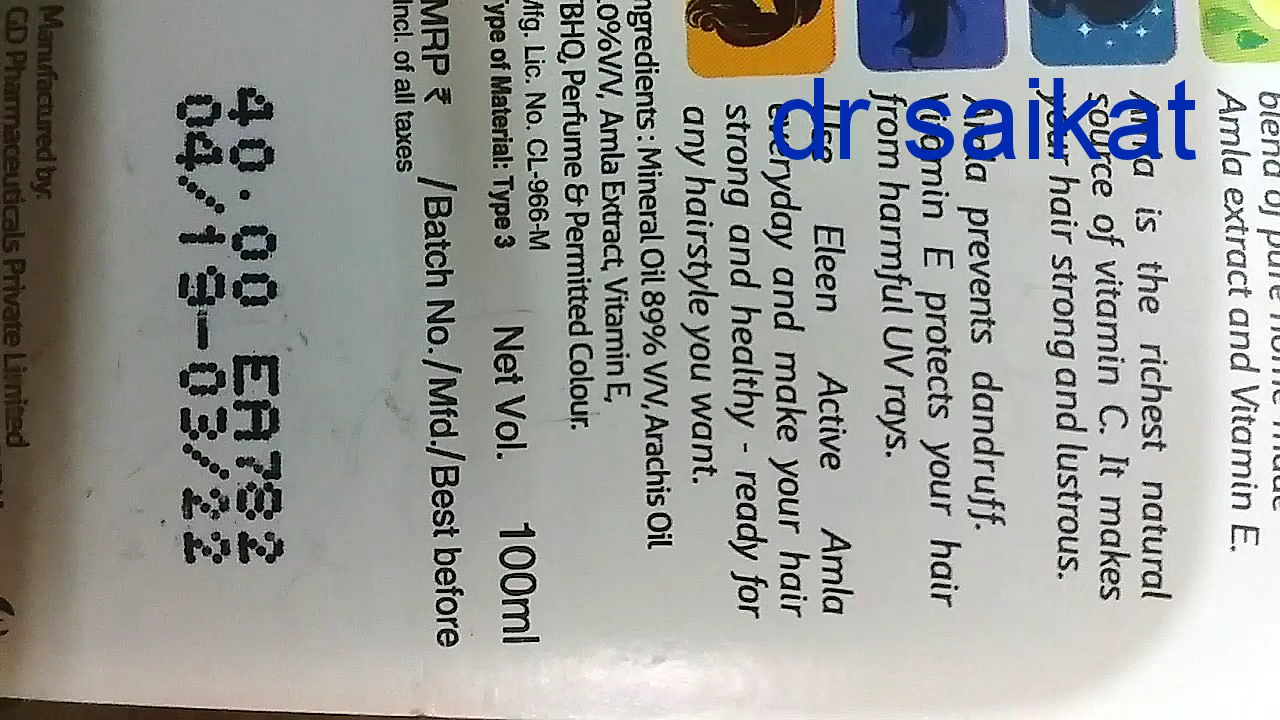 dr saikat
blend of pure
Amla extract and Vitamin E.
Amla is the richest natural
source of vitamin C. It makes
your hair strong and lustrous.
Amla prevents dandruff.
Vitamin E protects your hair
from harmful UV rays.
Use Eleen Active Amla
everyday and make your hair
strong and healthy - ready for
any hairstyle you want.
Ingredients : Mineral Oil 89% V/V, Arachis Oil
10%V/V, Amla Extract, Vitamin E,
TBHQ, Perfume & Permitted Colour.
Mfg. Lic. No. CL-966-M
Type of Material: Type 3 Net Vol. 100ml
MRP ₹ /Batch No./Mfd./Best before
Incl. of all taxes
40.00 EA782
04/19-03/22
Manufactured by:
GD Pharmaceuticals Private Limited